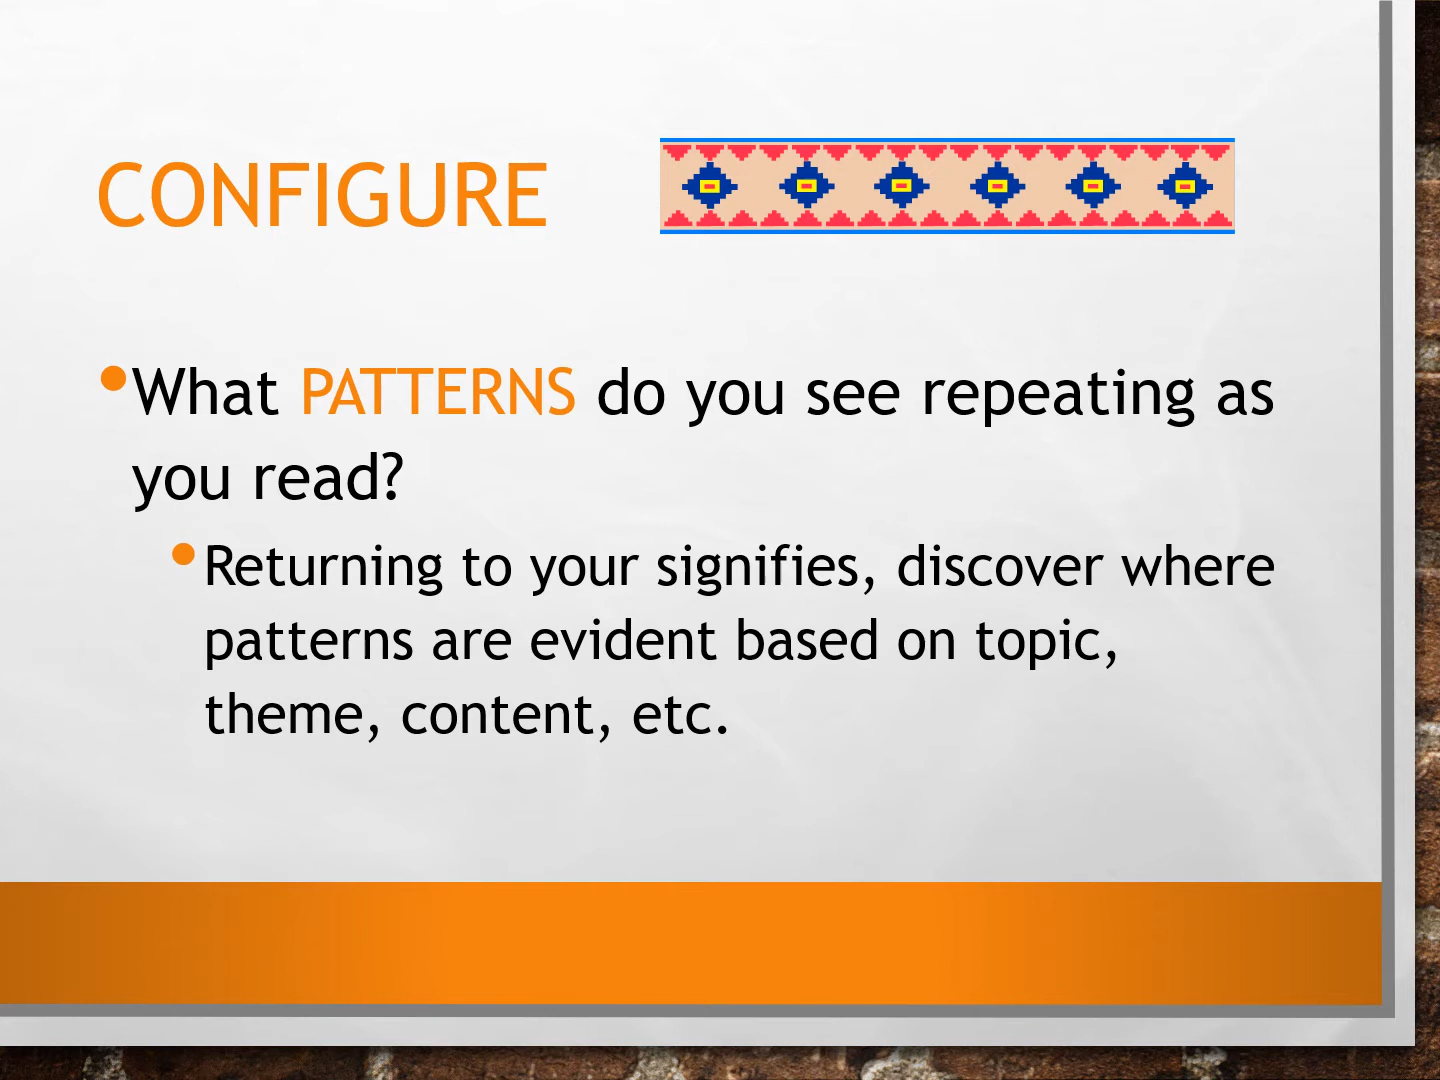 CONFIGURE
•What PATTERNS do you see repeating as
you read?
•Returning to your signifies, discover where
patterns are evident based on topic,
theme, content, etc.